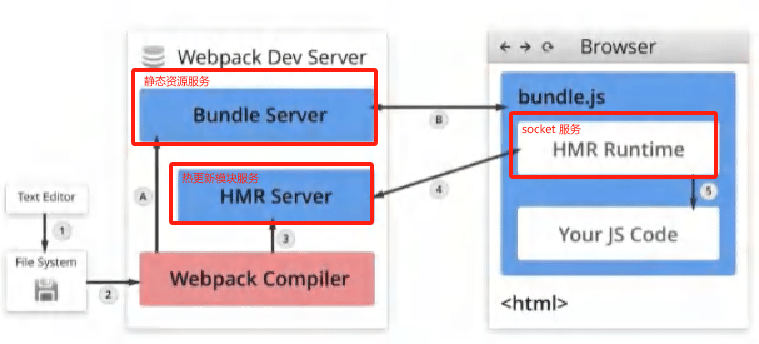 Webpack Dev Server
静态资源服务
Bundle Server
热更新模块服务
HMR Server
Webpack Compiler
Text Editor
File System
1
2
3
A
B
4
Browser
bundle.js
socket 服务
HMR Runtime
5
Your JS Code
<html>